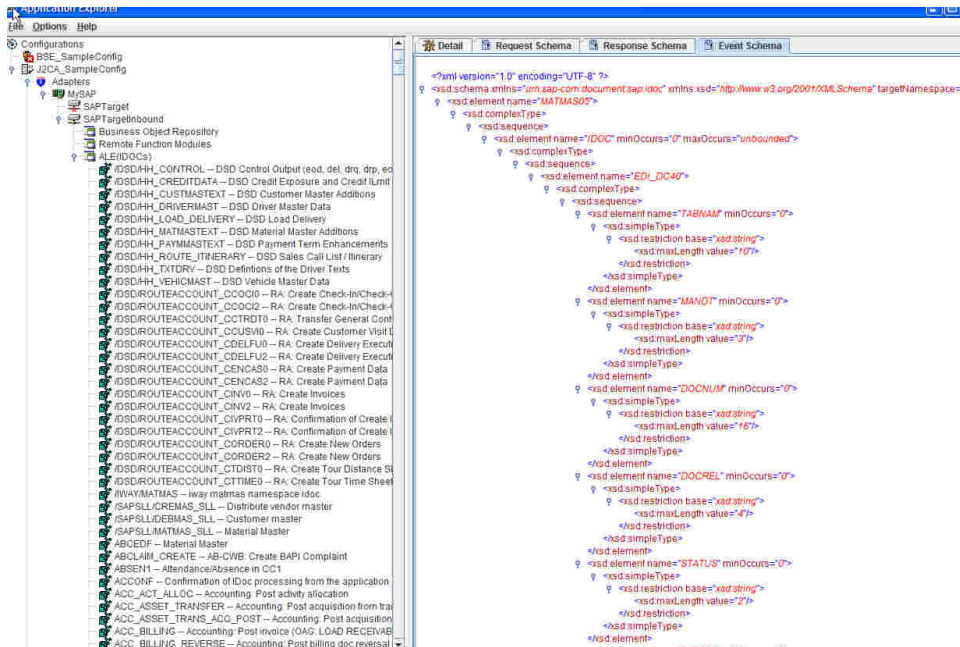 Application Explorer
File Options Help
Configurations
BSE_SampleConfig
J2CA_SampleConfig
Adapters
MySAP
SAPTarget
SAPTargetInbound
Business Object Repository
Remote Function Modules
ALE(IDOCs)
/DSD/HH_CONTROL -- DSD Control Output (eod, del, drq, drp, eo
/DSD/HH_CREDITDATA -- DSD Credit Exposure and Credit lLmit
/DSD/HH_CUSTMASTEXT -- DSD Customer Master Additions
/DSD/HH_DRIVERMAST -- DSD Driver Master Data
/DSD/HH_LOAD_DELIVERY -- DSD Load Delivery
/DSD/HH_MATMASTEXT -- DSD Material Master Additions
/DSD/HH_PAYMMASTEXT -- DSD Payment Term Enhancements
/DSD/HH_ROUTE_ITINERARY -- DSD Sales Call List / Itinerary
/DSD/HH_TXTDRV -- DSD Defintions of the Driver Texts
/DSD/HH_VEHICMAST -- DSD Vehicle Master Data
/DSD/ROUTEACCOUNT_CCOCI0 -- RA: Create Check-In/Check-
/DSD/ROUTEACCOUNT_CCOCI2 -- RA: Create Check-In/Check-
/DSD/ROUTEACCOUNT_CCTRDT0 -- RA: Transfer General Cont
/DSD/ROUTEACCOUNT_CCUSVI0 -- RA: Create Customer Visit
/DSD/ROUTEACCOUNT_CDELFU0 -- RA: Create Delivery Executi
/DSD/ROUTEACCOUNT_CDELFU2 -- RA: Create Delivery Executi
/DSD/ROUTEACCOUNT_CENCAS0 -- RA: Create Payment Data
/DSD/ROUTEACCOUNT_CENCAS2 -- RA: Create Payment Data
/DSD/ROUTEACCOUNT_CINV0 -- RA: Create Invoices
/DSD/ROUTEACCOUNT_CINV2 -- RA: Create Invoices
/DSD/ROUTEACCOUNT_CIVPRT0 -- RA: Confirmation of Create
/DSD/ROUTEACCOUNT_CIVPRT2 -- RA: Confirmation of Create
/DSD/ROUTEACCOUNT_CORDER0 -- RA: Create New Orders
/DSD/ROUTEACCOUNT_CORDER2 -- RA: Create New Orders
/DSD/ROUTEACCOUNT_CTDIST0 -- RA: Create Tour Distance
/DSD/ROUTEACCOUNT_CTTIME0 -- RA: Create Tour Time Sheet
/IWAY/MATMAS -- iway matmas namespace idoc
/SAPSLL/CREMAS_SLL -- Distribute vendor master
/SAPSLL/DEBMAS_SLL -- Customer master
/SAPSLL/MATMAS_SLL -- Material Master
ABCEDF -- Material Master
ABCLAIM_CREATE -- AB-CWB: Create BAPI Complaint
ABSEN1 -- Attendance/Absence in CC1
ACCONF -- Confirmation of IDoc processing from the application
ACC_ACT_ALLOC -- Accounting: Post activity allocation
ACC_ASSET_TRANSFER -- Accounting: Post acquisition from tra
ACC_ASSET_TRANS_ACQ_POST -- Accounting: Post acquisition
ACC_BILLING -- Accounting: Post invoice (OAG: LOAD RECEIVAB
ACC_BILLING_REVERSE -- Accounting: Post billing doc.reversal
Detail Request Schema Response Schema Event Schema
<?xml version="1.0" encoding="UTF-8" ?>
<xsd:schema xmlns="urn.sap-com:document:sap:idoc" xmlns:xsd="http://www.w3.org/2001/XMLSchema" targetNamespace=
<xsd:element name="MATMAS05">
<xsd:complexType>
<xsd:sequence>
<xsd:element name="IDOC" minOccurs="0" maxOccurs="unbounded">
<xsd:complexType>
<xsd:sequence>
<xsd:element name="EDI_DC40">
<xsd:complexType>
<xsd:sequence>
<xsd:element name="TABNAM" minOccurs="0">
<xsd:simpleType>
<xsd:restriction base="xsd:string">
<xsd:maxLength value="10"/>
</xsd:restriction>
</xsd:simpleType>
</xsd:element>
<xsd:element name="MANDT" minOccurs="0">
<xsd:simpleType>
<xsd:restriction base="xsd:string">
<xsd:maxLength value="3"/>
</xsd:restriction>
</xsd:simpleType>
</xsd:element>
<xsd:element name="DOCNUM" minOccurs="0">
<xsd:simpleType>
<xsd:restriction base="xsd:string">
<xsd:maxLength value="16"/>
</xsd:restriction>
</xsd:simpleType>
</xsd:element>
<xsd:element name="DOCREL" minOccurs="0">
<xsd:simpleType>
<xsd:restriction base="xsd:string">
<xsd:maxLength value="4"/>
</xsd:restriction>
</xsd:simpleType>
</xsd:element>
<xsd:element name="STATUS" minOccurs="0">
<xsd:simpleType>
<xsd:restriction base="xsd:string">
<xsd:maxLength value="2"/>
</xsd:restriction>
</xsd:simpleType>
</xsd:element>